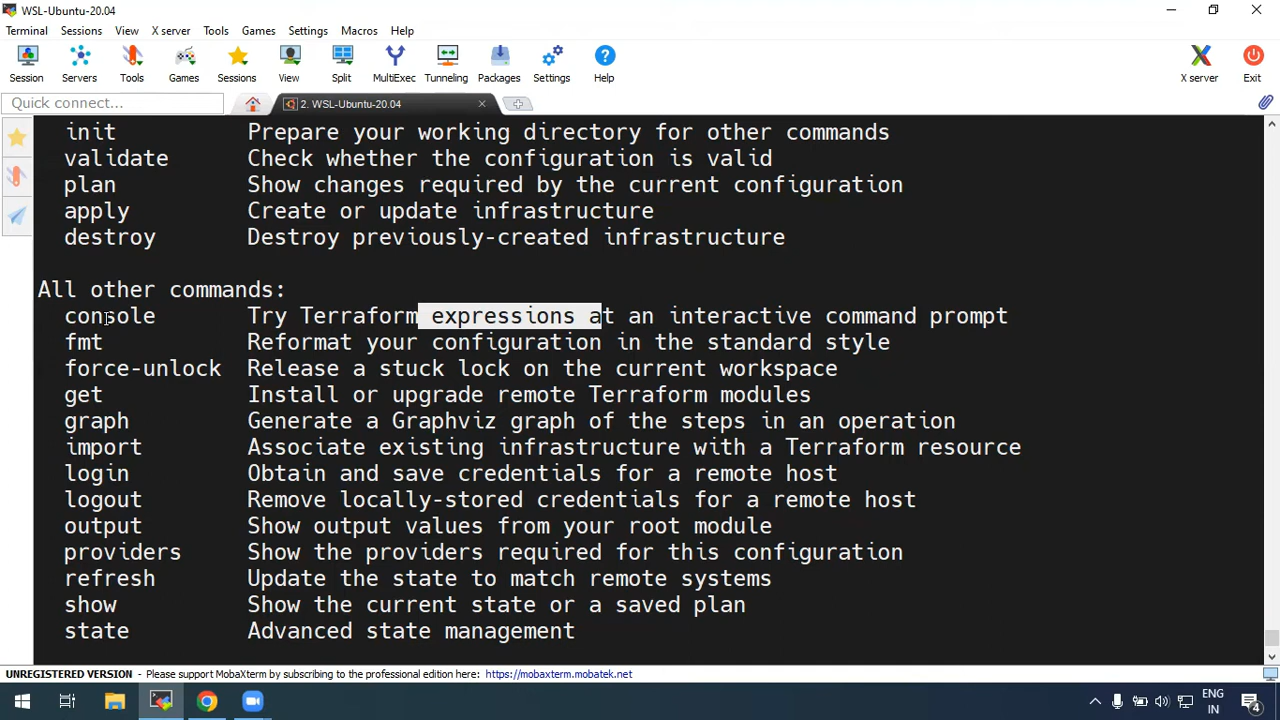 WSL-Ubuntu-20.04
Terminal Sessions View X server Tools Games Settings Macros Help
Session Servers Tools Games Sessions View Split MultiExec Tunneling Packages Settings Help X server Exit
Quick connect... 2. WSL-Ubuntu-20.04
init Prepare your working directory for other commands
validate Check whether the configuration is valid
plan Show changes required by the current configuration
apply Create or update infrastructure
destroy Destroy previously-created infrastructure
All other commands:
console Try Terraform expressions at an interactive command prompt
fmt Reformat your configuration in the standard style
force-unlock Release a stuck lock on the current workspace
get Install or upgrade remote Terraform modules
graph Generate a Graphviz graph of the steps in an operation
import Associate existing infrastructure with a Terraform resource
login Obtain and save credentials for a remote host
logout Remove locally-stored credentials for a remote host
output Show output values from your root module
providers Show the providers required for this configuration
refresh Update the state to match remote systems
show Show the current state or a saved plan
state Advanced state management
UNREGISTERED VERSION - Please support MobaXterm by subscribing to the professional edition here: https://mobaxterm.mobatek.net
ENG
IN
4